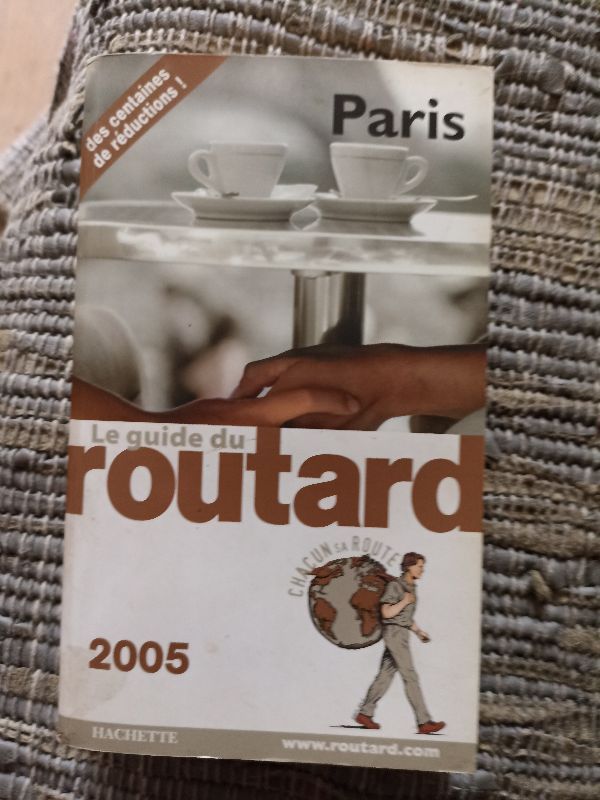 des centaines
de réductions !
Paris
Le guide du
routard
CHACUN SA ROUTE
2005
HACHETTE
www.routard.com